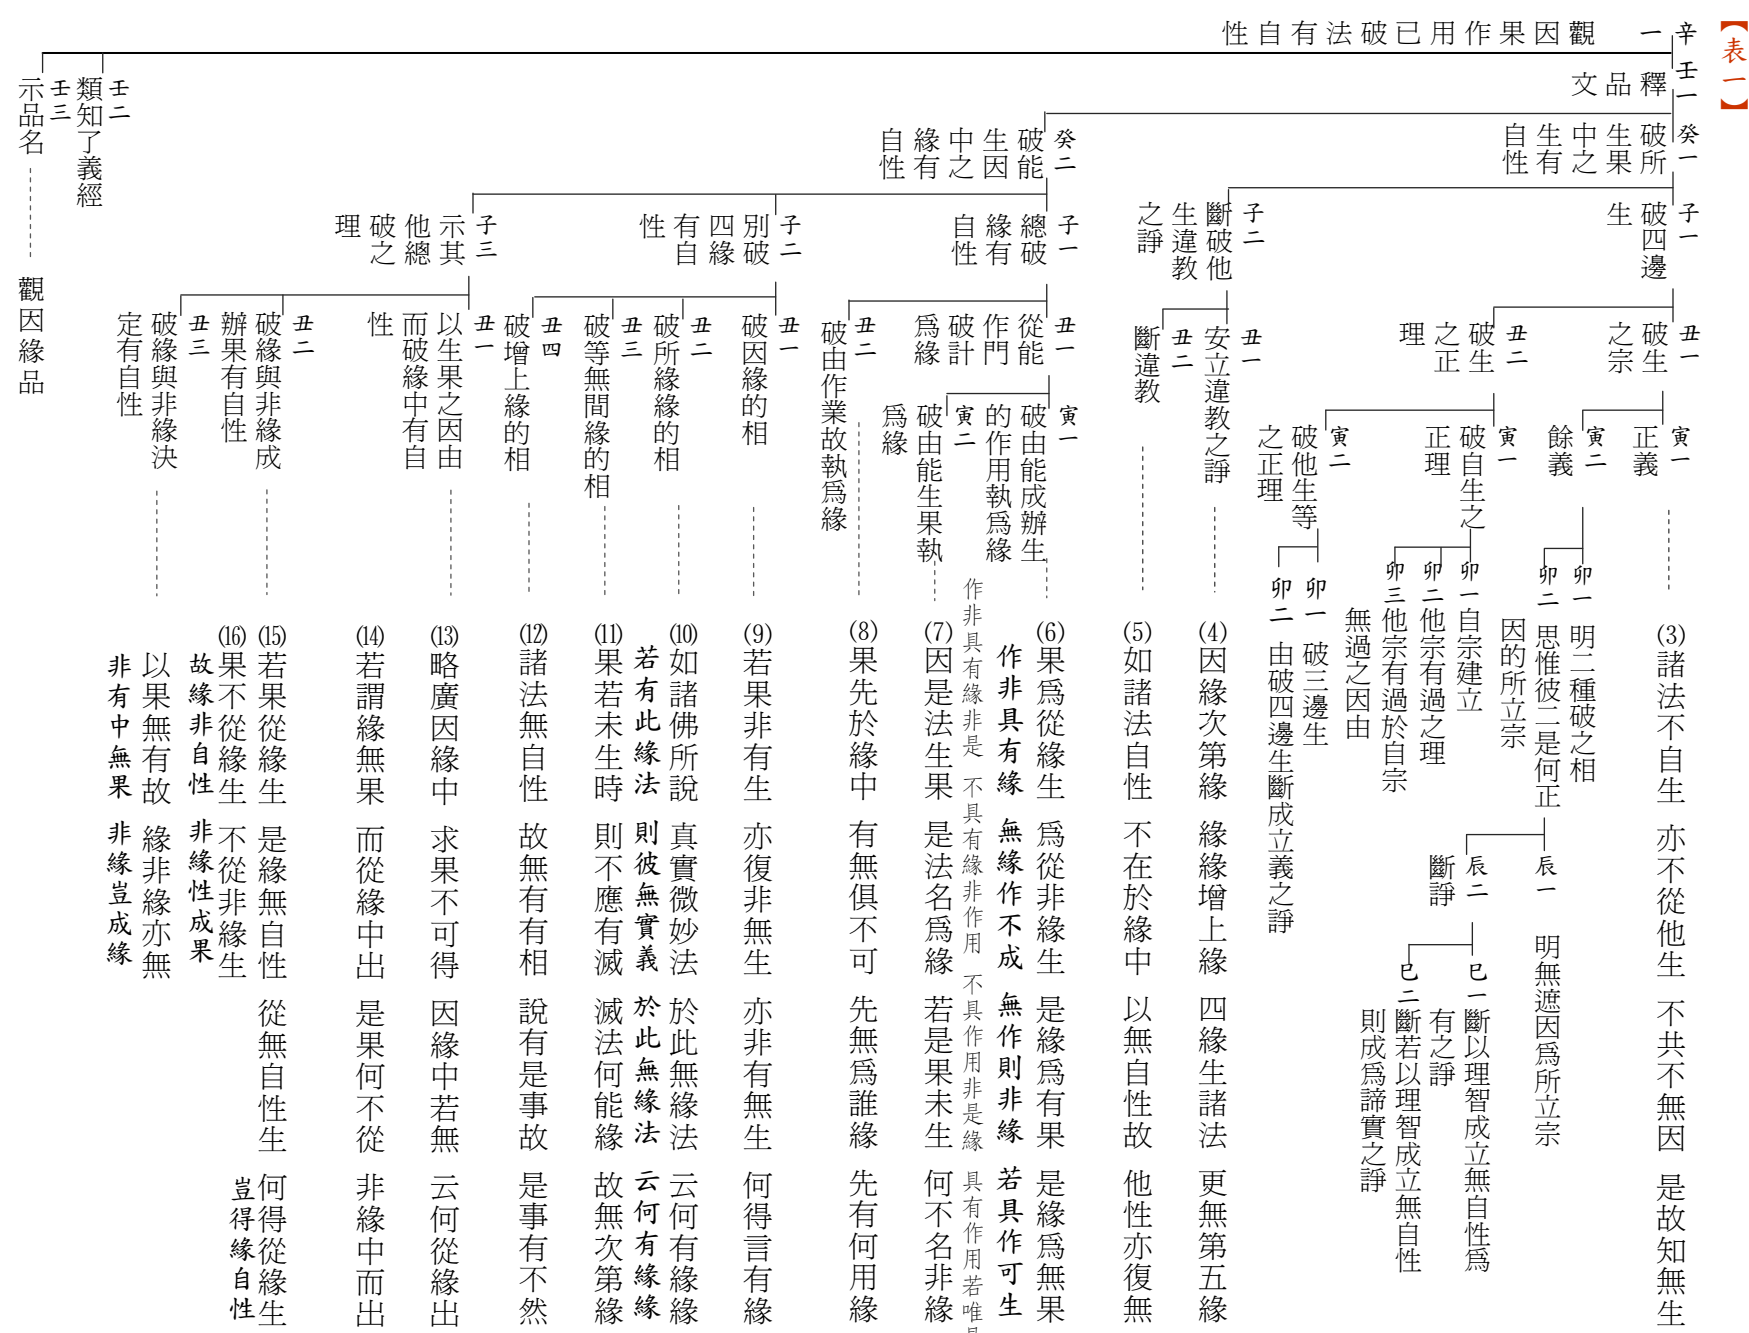 【表一】
辛一 觀因果作用已破法有自性
壬一
釋品文
癸一
破所生果中之生有自性
子一
破四邊生
丑一
破生之宗
寅一
正義
(3)諸法不自生 亦不從他生 不共不無因 是故知無生
寅二
餘義
卯一 明二種破之相
卯二 思惟彼二是何正因的所立宗
辰一 明無遮因爲所立宗
辰二
斷諍
巳一斷以理智成立無自性爲有之諍
巳二斷若以理智成立無自性則成爲諦實之諍
丑二
破生之正理
寅一
破自生之正理
卯一自宗建立
卯二他宗有過之理
卯三他宗有過於自宗無過之因由
寅二
破他生等之正理
卯一 破三邊生
卯二 由破四邊生斷成立義之諍
子二
斷破他生違教之諍
丑一
安立違教之諍
(4)因緣次第緣 緣緣增上緣 四緣生諸法 更無第五緣
丑二
斷違教
(5)如諸法自性 不在於緣中 以無自性故 他性亦復無
癸二
破能生因中之緣有自性
子一
總破緣有自性
丑一
從能作門破計爲緣
寅一
破由能成辦生的作用執爲緣
(6)果爲從緣生 爲從非緣生 是緣爲有果 是緣爲無果
作非具有緣 無緣作不成 無作則非緣 若具作可生
作非具有緣非是 不具有緣非作用 不具作用非是緣 具有作用若唯
寅二
破由能生果執爲緣
(7)因是法生果 是法名爲緣 若是果未生 何不名非緣
丑二
破由作業故執爲緣
(8)果先於緣中 有無俱不可 先無爲誰緣 先有何用緣
子二
別破四緣有自性
丑一
破因緣的相
(9)若果非有生 亦復非無生 亦非有無生 何得言有緣
丑二
破所緣緣的相
(10)如諸佛所說 真實微妙法 於此無緣法 云何有緣緣
若有此緣法 則彼無實義 於此無緣法 云何有緣緣
丑三
破等無間緣的相
(11)果若未生時 則不應有滅 滅法何能緣 故無次第緣
丑四
破增上緣的相
(12)諸法無自性 故無有有相 說有是事故 是事有不然
子三
示其他總破之理
丑一
以生果之因由而破緣中有自性
(13)略廣因緣中 求果不可得 因緣中若無 云何從緣出
(14)若謂緣無果 而從緣中出 是果何不從 非緣中而出
丑二
破緣與非緣成辦果有自性
(15)若果從緣生 是緣無自性 從無自性生 何得從緣生
豈得緣自性
(16)果不從緣生 不從非緣生
故緣非自性 非緣性成果
丑三
破緣與非緣決定有自性
以果無有故 緣非緣亦無
非有中無果 非緣豈成緣
壬二
類知了義經
壬三
示品名
觀因緣品